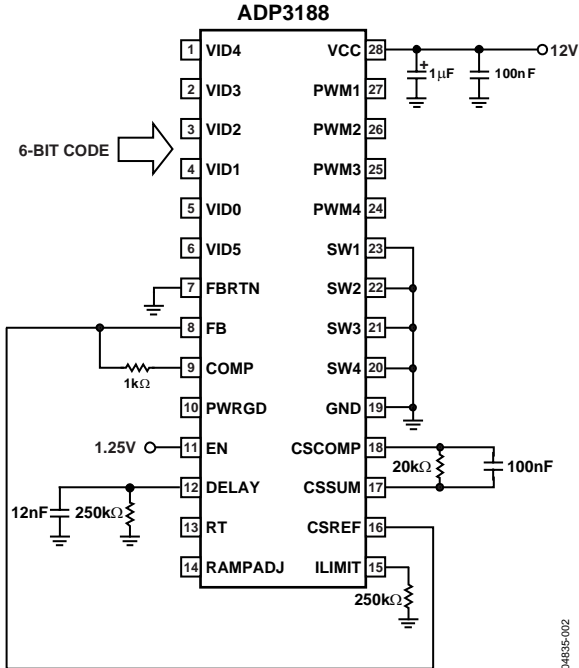 ADP3188
1 VID4
2 VID3
3 VID2
4 VID1
5 VID0
6 VID5
7 FBRTN
8 FB
9 COMP
10 PWRGD
11 EN
12 DELAY
13 RT
14 RAMPADJ
VCC 28
PWM1 27
PWM2 26
PWM3 25
PWM4 24
SW1 23
SW2 22
SW3 21
SW4 20
GND 19
CSCOMP 18
CSSUM 17
CSREF 16
ILIMIT 15
6-BIT CODE
1kΩ
1.25V
12nF
250kΩ
+
1μF
100nF
12V
20kΩ
100nF
250kΩ
04835-002